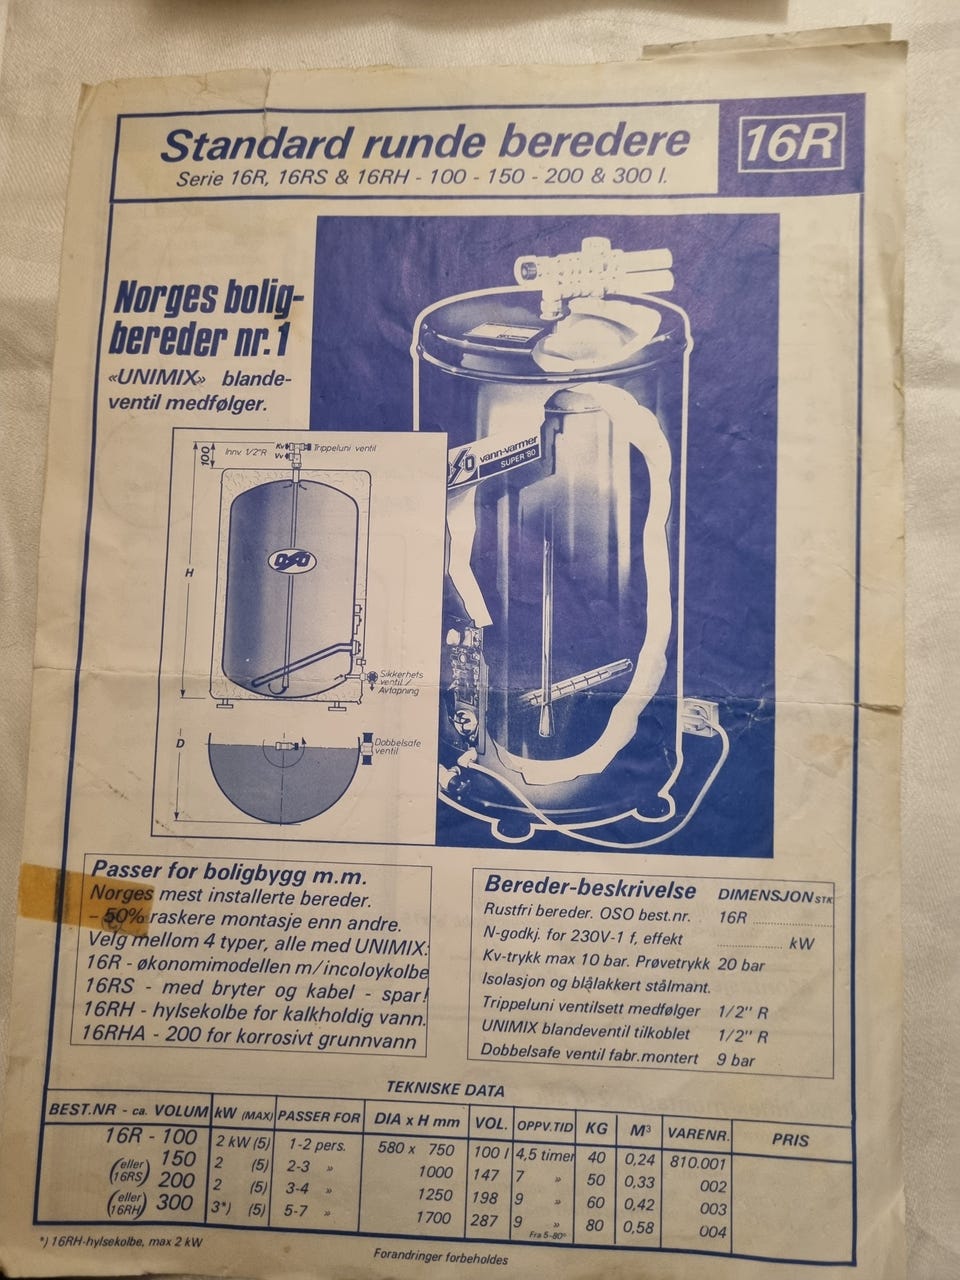 Standard runde beredere
Serie 16R, 16RS & 16RH - 100 - 150 - 200 & 300 l.
16R
Norges bolig-
bereder nr.1
«UNIMIX» blande-
ventil medfølger.
Innv. 1/2"R
Kv
Vv
Trippeluni ventil
100
H
OSO
Sikkerhets
ventil /
Avtapning
D
Dobbelsafe
ventil
vann-varmer
SUPER '80
Passer for boligbygg m.m.
Norges mest installerte bereder.
- 50% raskere montasje enn andre.
Velg mellom 4 typer, alle med UNIMIX:
16R - økonomimodellen m/incoloykolbe
16RS - med bryter og kabel - spar!
16RH - hylsekolbe for kalkholdig vann.
16RHA - 200 for korrosivt grunnvann
Bereder-beskrivelse DIMENSJON STK
Rustfri bereder. OSO best.nr. 16R ..............
N-godkj. for 230V-1 f, effekt .............. kW
Kv-trykk max 10 bar. Prøvetrykk 20 bar
Isolasjon og blålakkert stålmant.
Trippeluni ventilsett medfølger 1/2" R
UNIMIX blandeventil tilkoblet 1/2" R
Dobbelsafe ventil fabr.montert 9 bar
TEKNISKE DATA
BEST.NR - ca. VOLUM kW (MAX) PASSER FOR DIA x H mm VOL. OPPV.TID KG M³ VARENR. PRIS
16R - 100 2 kW (5) 1-2 pers. 580 x 750 100 l 4,5 timer 40 0,24 810.001
(eller 16RS) 150 2 (5) 2-3 » 1000 147 7 » 50 0,33 002
200 2 (5) 3-4 » 1250 198 9 » 60 0,42 003
(eller 16RH) 300 3*) (5) 5-7 » 1700 287 9 » 80 0,58 004
Fra 5-80°
*) 16RH-hylsekolbe, max 2 kW
Forandringer forbeholdes